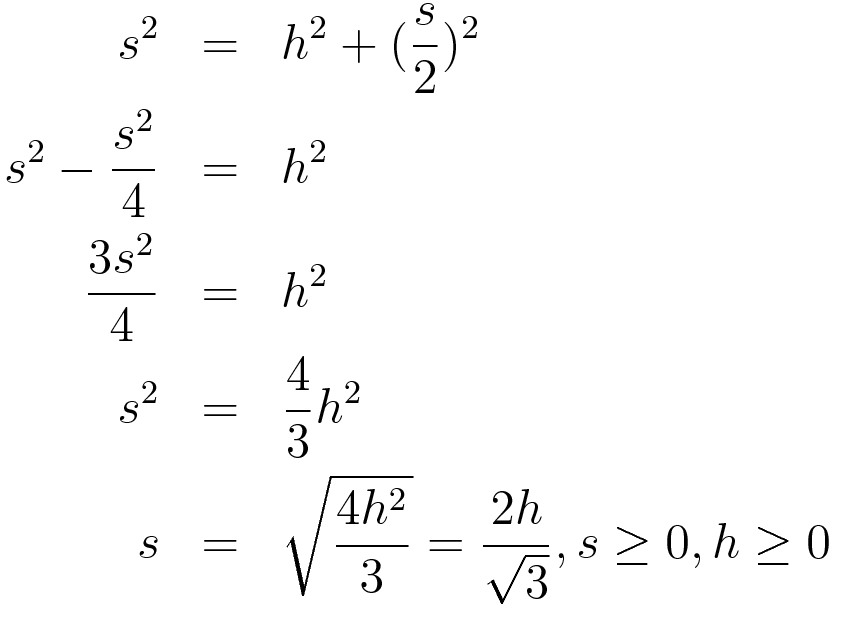 s² = h² + (s/2)²
s² − s²/4 = h²
3s²/4 = h²
s² = 4/3 h²
s = √(4h²/3) = 2h/√3, s ≥ 0, h ≥ 0